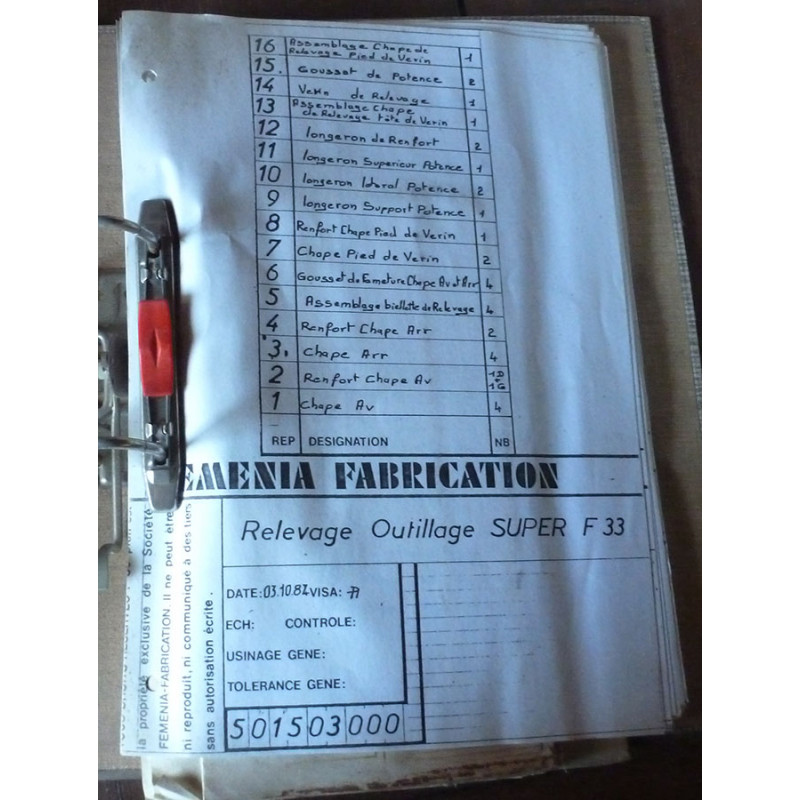 16 Assemblage Chape de
Relevage Pied de Verin 1
15. Gousset de Potence 2
14 Verin de Relevage 1
13 Assemblage Chape
de Relevage tête de Verin 1
12 longeron de Renfort 2
11 longeron Superieur Potence 1
10 longeron lateral Potence 2
9 longeron Support Potence 1
8 Renfort Chape Pied de Verin 1
7 Chape Pied de Verin 2
6 Gousset de Fermeture Chape Av et Arr 4
5 Assemblage biellette de Relevage 4
4 Renfort Chape Arr 2
3. Chape Arr 4
2 Renfort Chape Av 1D
1G
1 Chape Av 4
REP DESIGNATION NB
EMENIA FABRICATION
Relevage Outillage SUPER F 33
DATE: 03.10.87 VISA:
ECH: CONTROLE:
USINAGE GENE:
TOLERANCE GENE:
501503000
la propriété exclusive de la Société
FEMENIA-FABRICATION. Il ne peut être
ni reproduit, ni communiqué à des tiers
sans autorisation écrite.